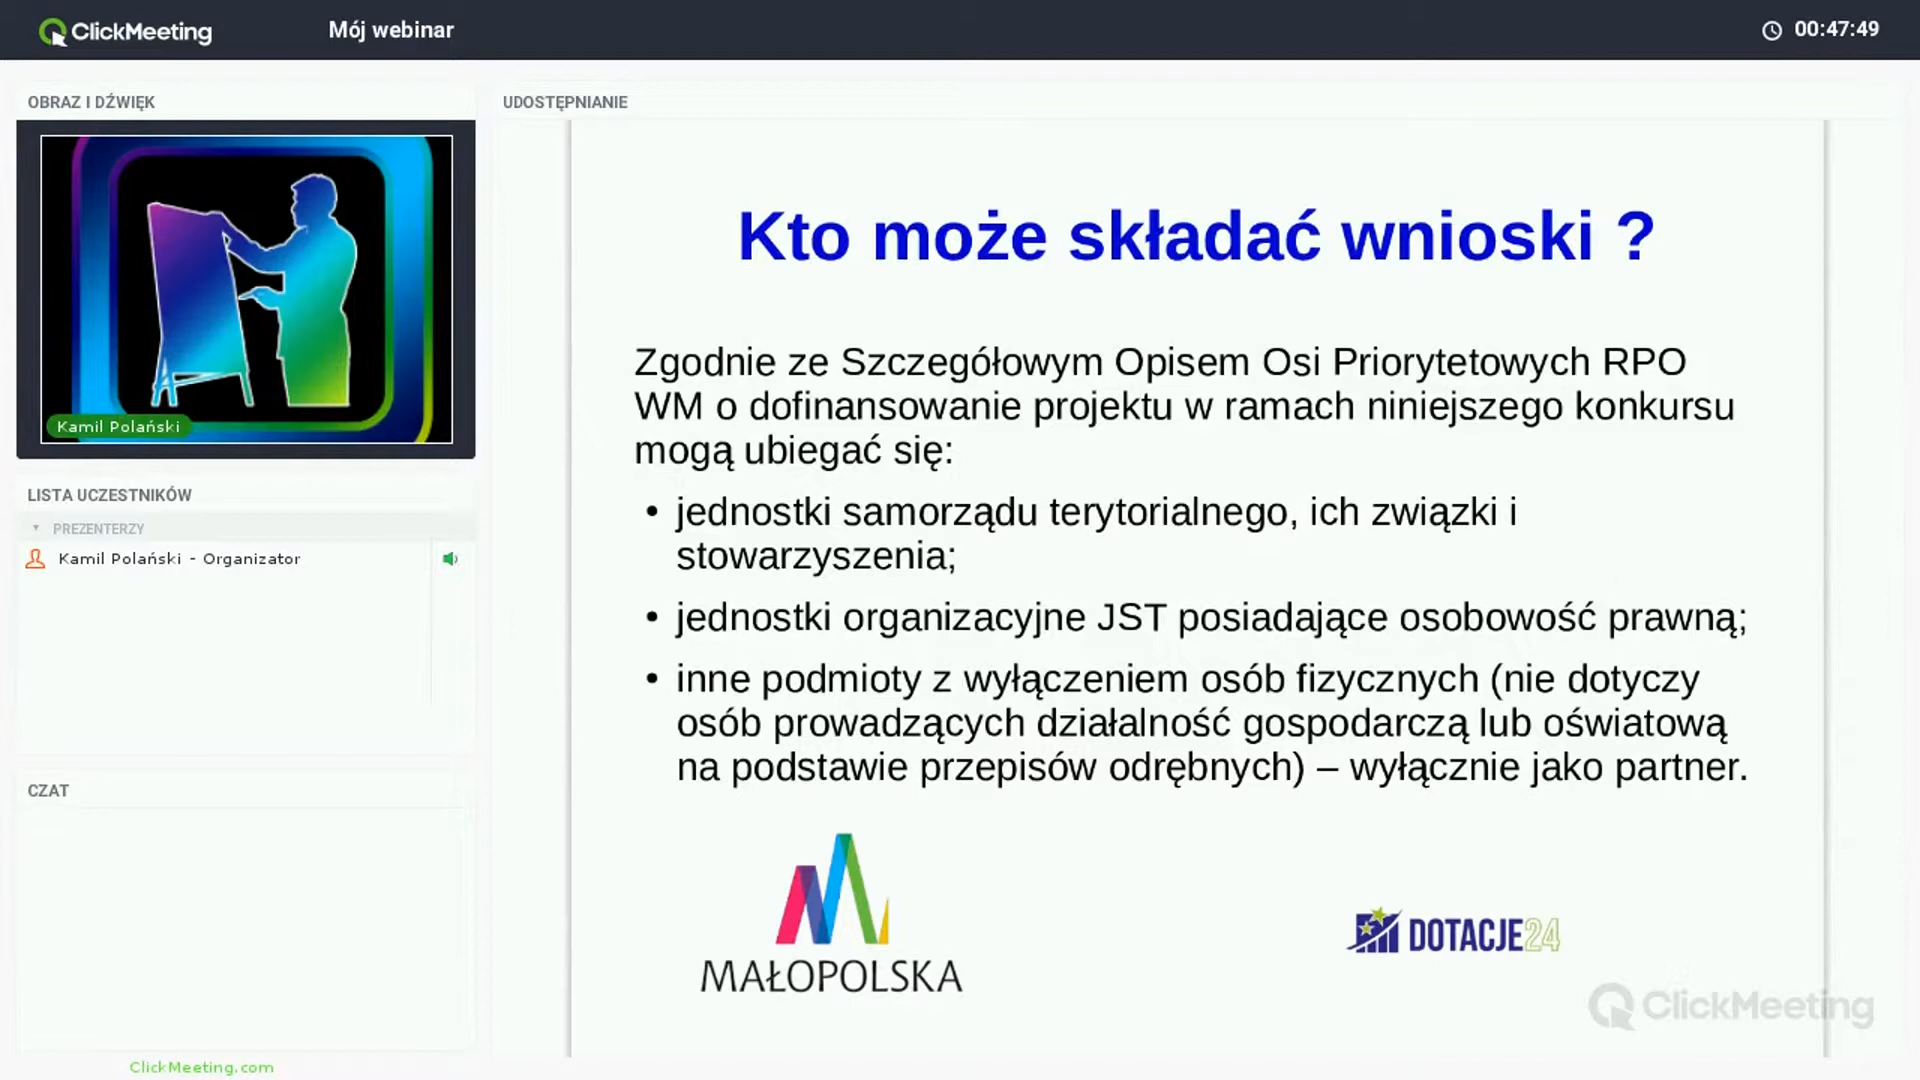 ClickMeeting
Mój webinar
00:47:49
OBRAZ I DŹWIĘK
UDOSTĘPNIANIE
Kamil Polański
LISTA UCZESTNIKÓW
PREZENTERZY
Kamil Polański - Organizator
CZAT
ClickMeeting.com
Kto może składać wnioski ?
Zgodnie ze Szczegółowym Opisem Osi Priorytetowych RPO
WM o dofinansowanie projektu w ramach niniejszego konkursu
mogą ubiegać się:
• jednostki samorządu terytorialnego, ich związki i
stowarzyszenia;
• jednostki organizacyjne JST posiadające osobowość prawną;
• inne podmioty z wyłączeniem osób fizycznych (nie dotyczy
osób prowadzących działalność gospodarczą lub oświatową
na podstawie przepisów odrębnych) – wyłącznie jako partner.
MAŁOPOLSKA
DOTACJE24
ClickMeeting